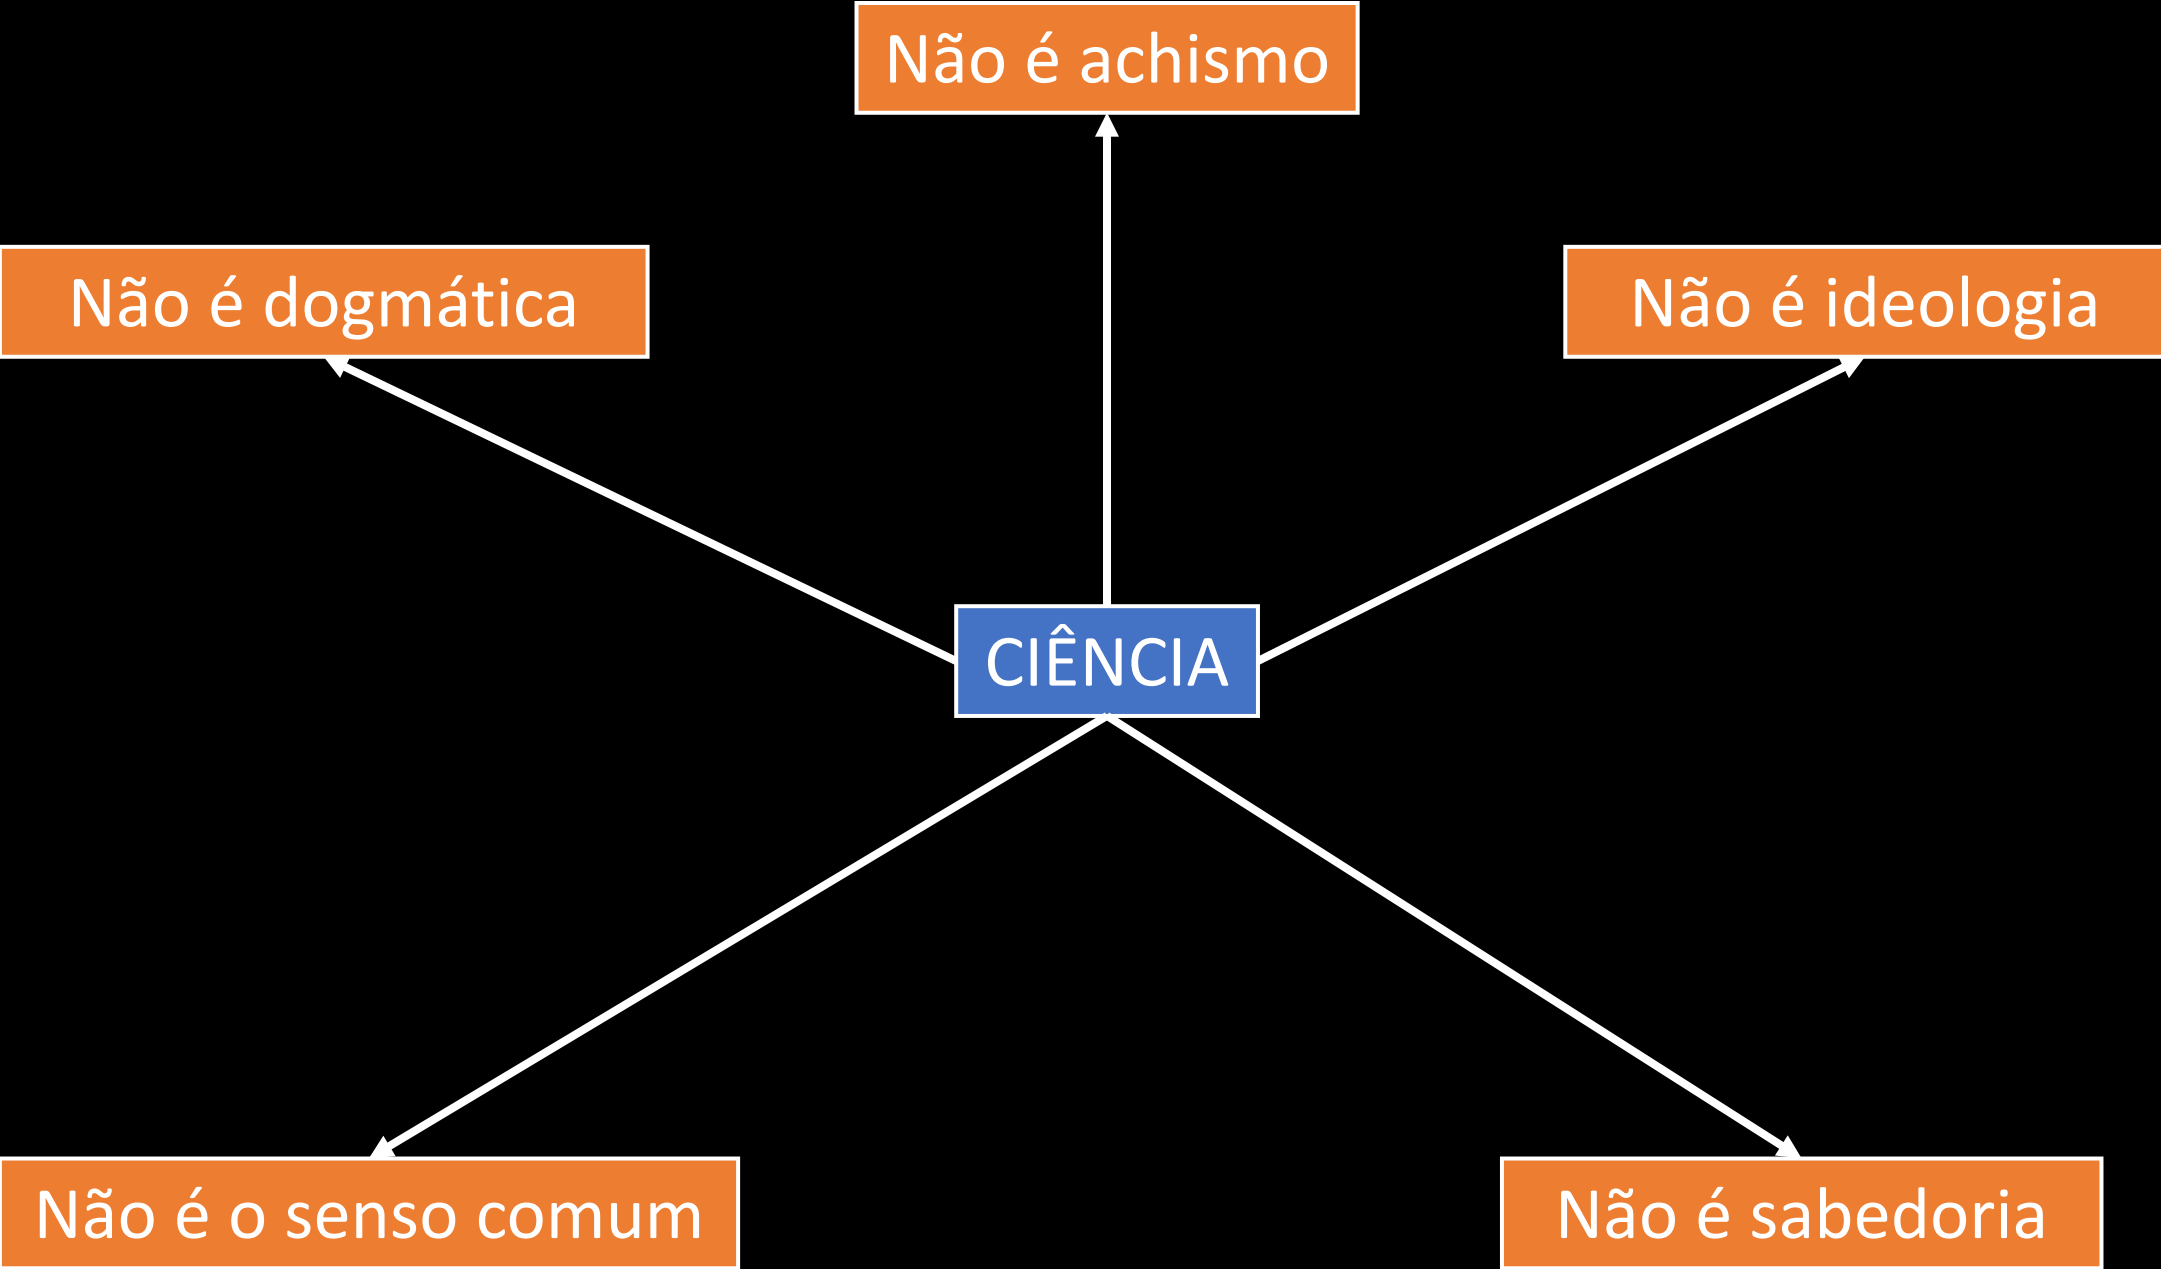 Não é achismo
Não é dogmática
Não é ideologia
CIÊNCIA
Não é o senso comum
Não é sabedoria